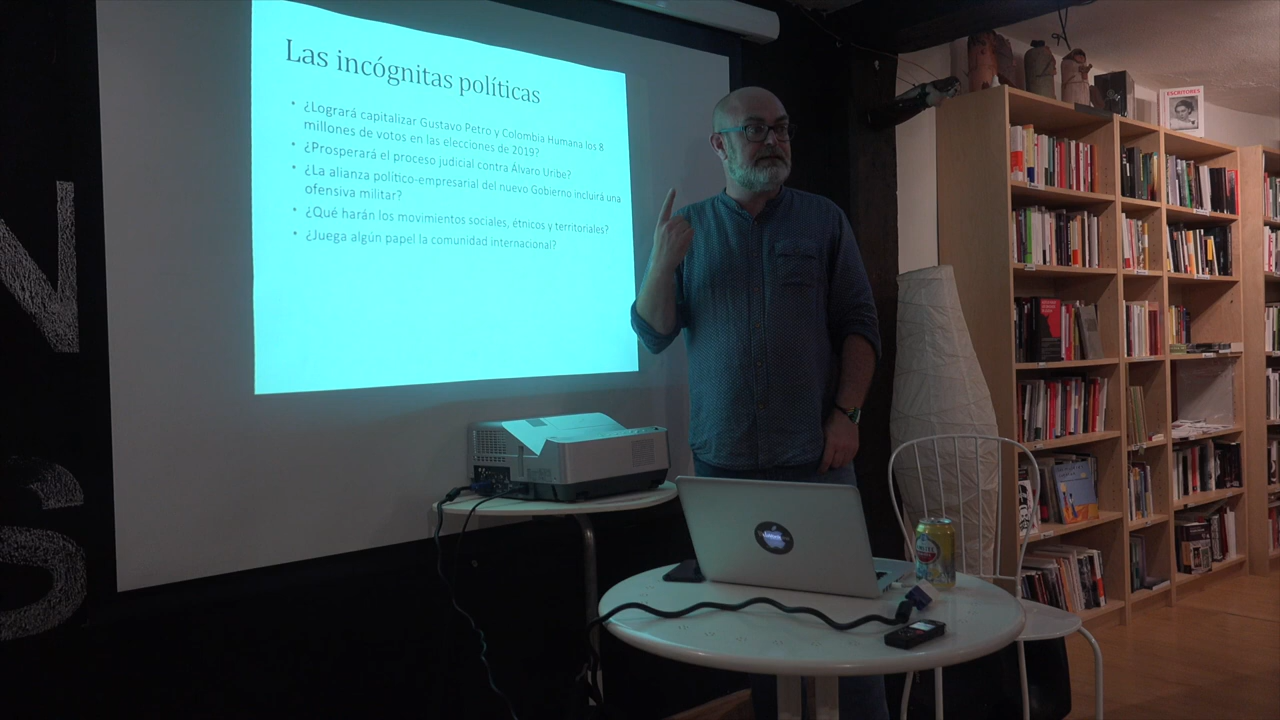 Las incógnitas políticas
• ¿Logrará capitalizar Gustavo Petro y Colombia Humana los 8
millones de votos en las elecciones de 2019?
• ¿Prosperará el proceso judicial contra Álvaro Uribe?
• ¿La alianza político-empresarial del nuevo Gobierno incluirá una
ofensiva militar?
• ¿Qué harán los movimientos sociales, étnicos y territoriales?
• ¿Juega algún papel la comunidad internacional?
N
S
ESCRITORES